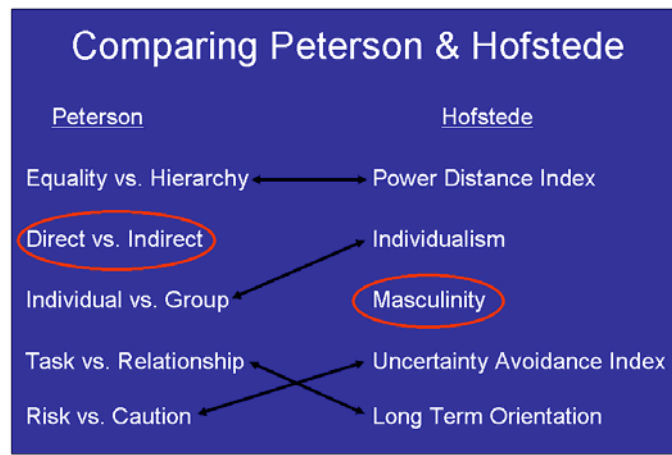 Comparing Peterson & Hofstede
Peterson Hofstede
Equality vs. Hierarchy Power Distance Index
Direct vs. Indirect Individualism
Individual vs. Group Masculinity
Task vs. Relationship Uncertainty Avoidance Index
Risk vs. Caution Long Term Orientation